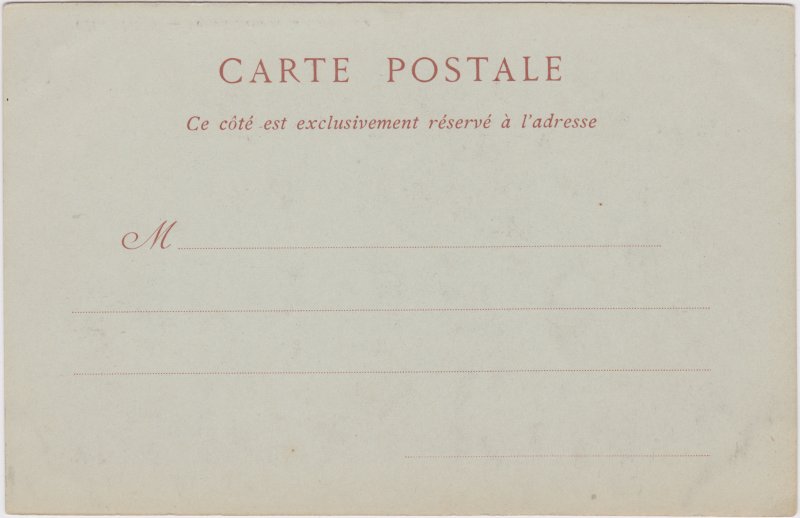 CARTE POSTALE
Ce côté est exclusivement réservé à l'adresse
M